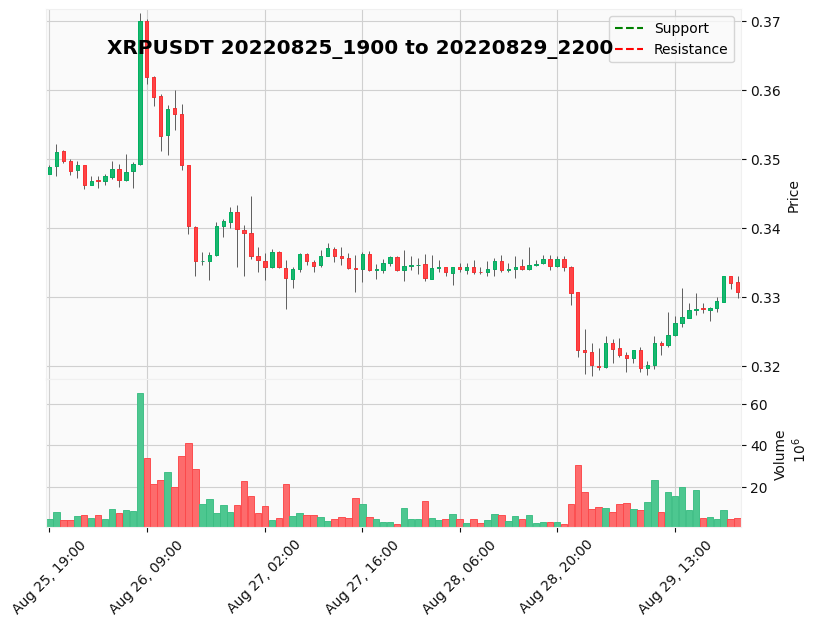 XRPUSDT 20220825_1900 to 20220829_2200
Support
Resistance
0.37
0.36
0.35
0.34
0.33
0.32
Price
60
40
20
Volume
10^6
Aug 25, 19:00
Aug 26, 09:00
Aug 27, 02:00
Aug 27, 16:00
Aug 28, 06:00
Aug 28, 20:00
Aug 29, 13:00